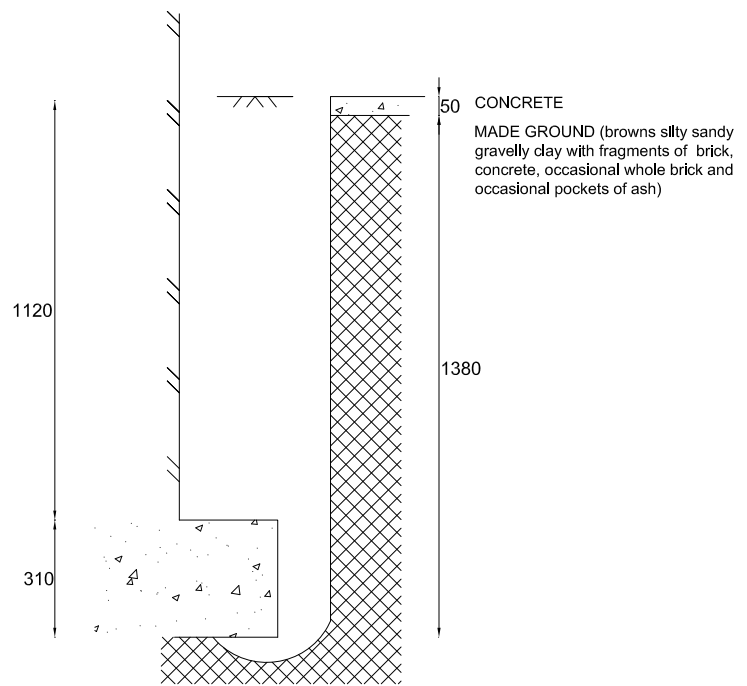 50 CONCRETE
MADE GROUND (browns silty sandy
gravelly clay with fragments of brick,
concrete, occasional whole brick and
occasional pockets of ash)
1120
1380
310